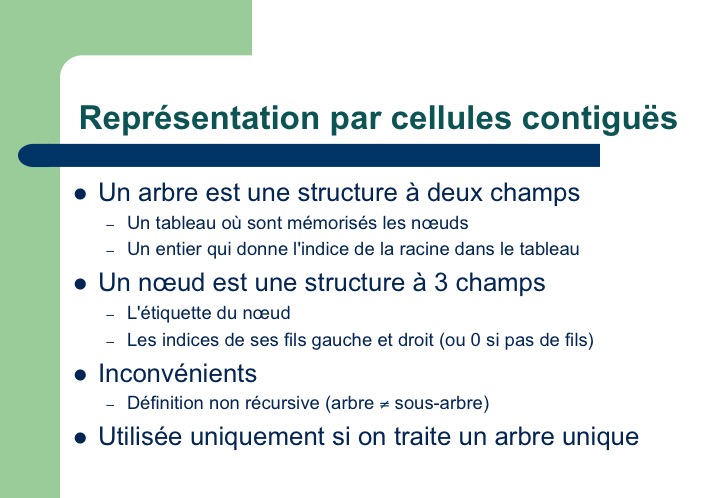 Représentation par cellules contiguës
● Un arbre est une structure à deux champs
– Un tableau où sont mémorisés les nœuds
– Un entier qui donne l'indice de la racine dans le tableau
● Un nœud est une structure à 3 champs
– L'étiquette du nœud
– Les indices de ses fils gauche et droit (ou 0 si pas de fils)
● Inconvénients
– Définition non récursive (arbre ≠ sous-arbre)
● Utilisée uniquement si on traite un arbre unique